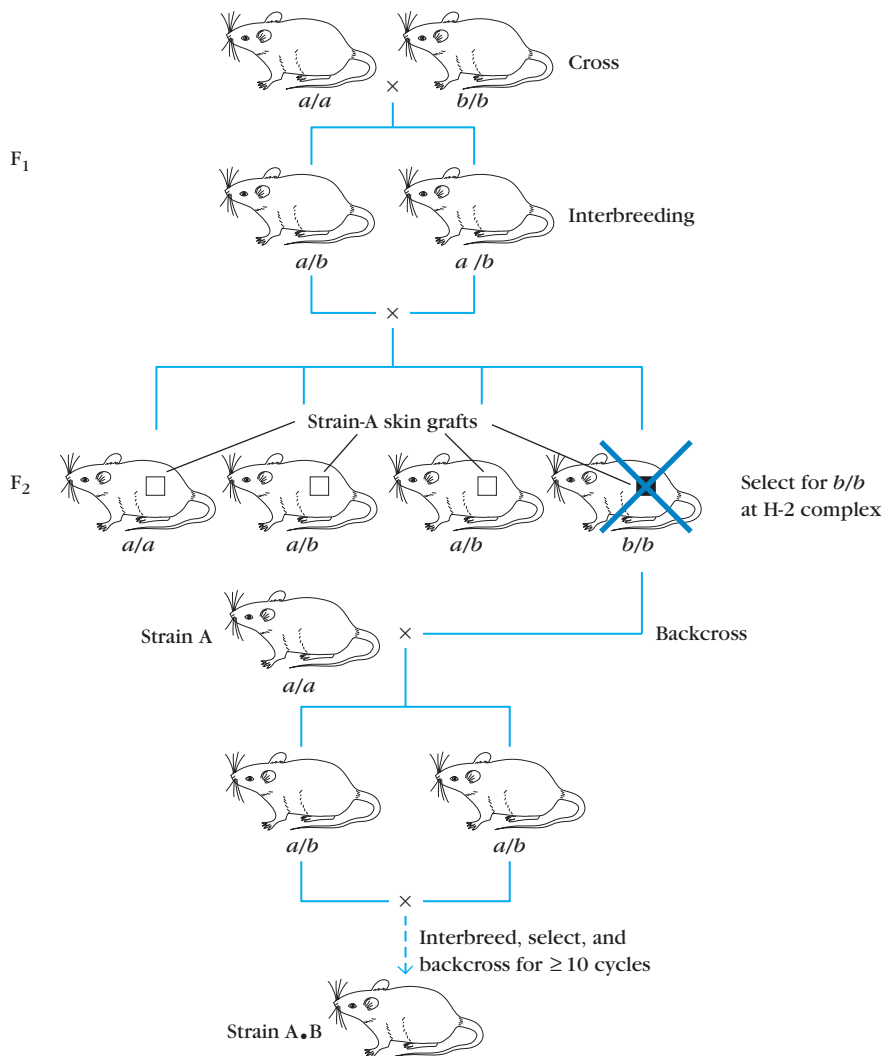 Cross
a/a
×
b/b
F1
Interbreeding
a/b
a /b
×
Strain-A skin grafts
F2
Select for b/b
at H-2 complex
a/a
a/b
a/b
b/b
Strain A
×
Backcross
a/a
a/b
a/b
×
Interbreed, select, and
backcross for ≥10 cycles
Strain A•B